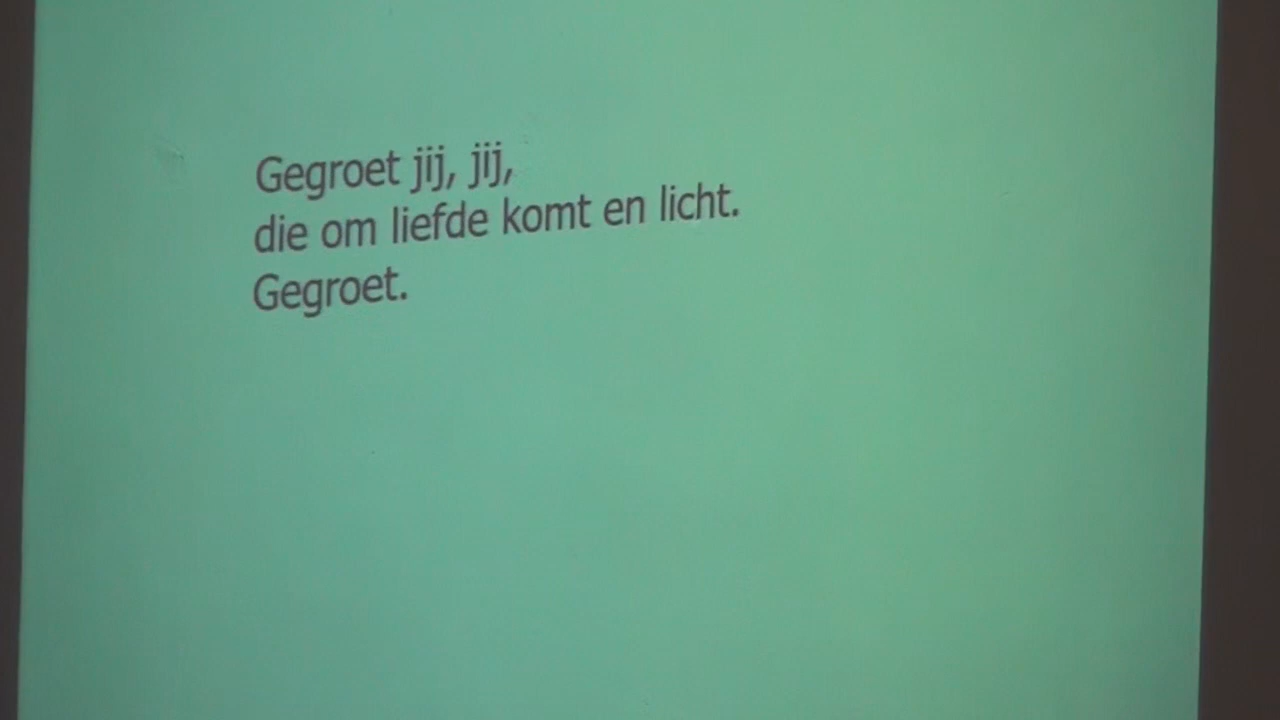 Gegroet jij, jij,
die om liefde komt en licht.
Gegroet.